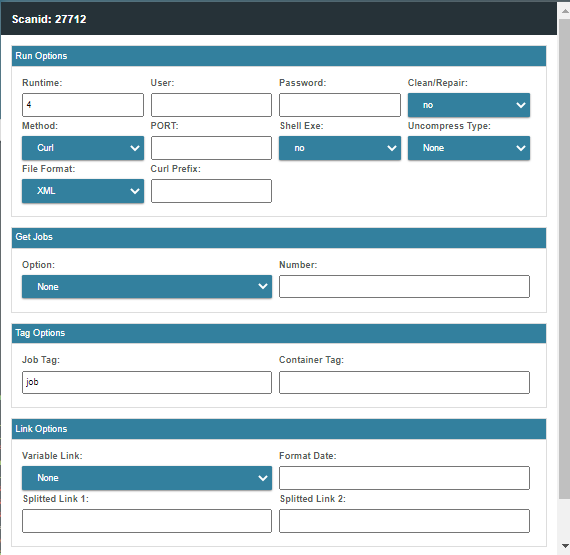 Scanid: 27712
Run Options
Runtime: User: Password: Clean/Repair:
4 no
Method: PORT: Shell Exe: Uncompress Type:
Curl no None
File Format: Curl Prefix:
XML
Get Jobs
Option: Number:
None
Tag Options
Job Tag: Container Tag:
job
Link Options
Variable Link: Format Date:
None
Splitted Link 1: Splitted Link 2: